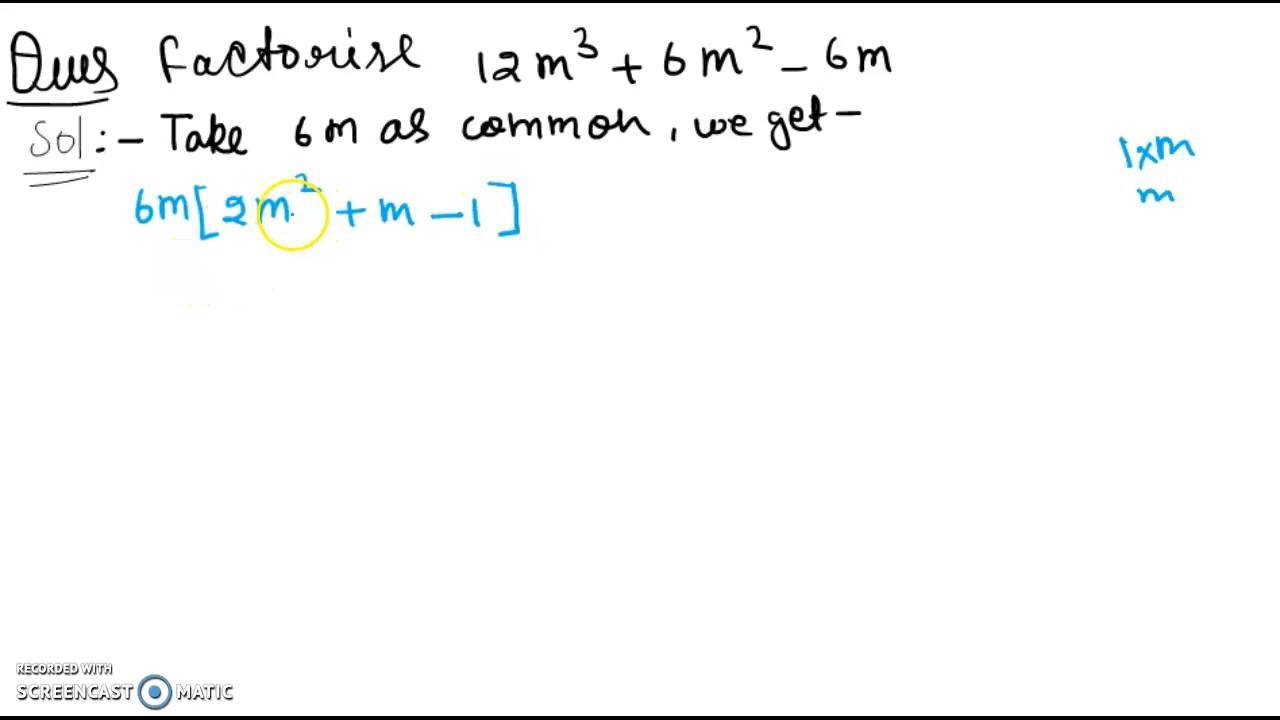 Ques Factorise 12m³ + 6m² - 6m
Sol :- Take 6m as common, we get -
1×m
m
6m[2m² + m - 1]
RECORDED WITH
SCREENCAST MATIC